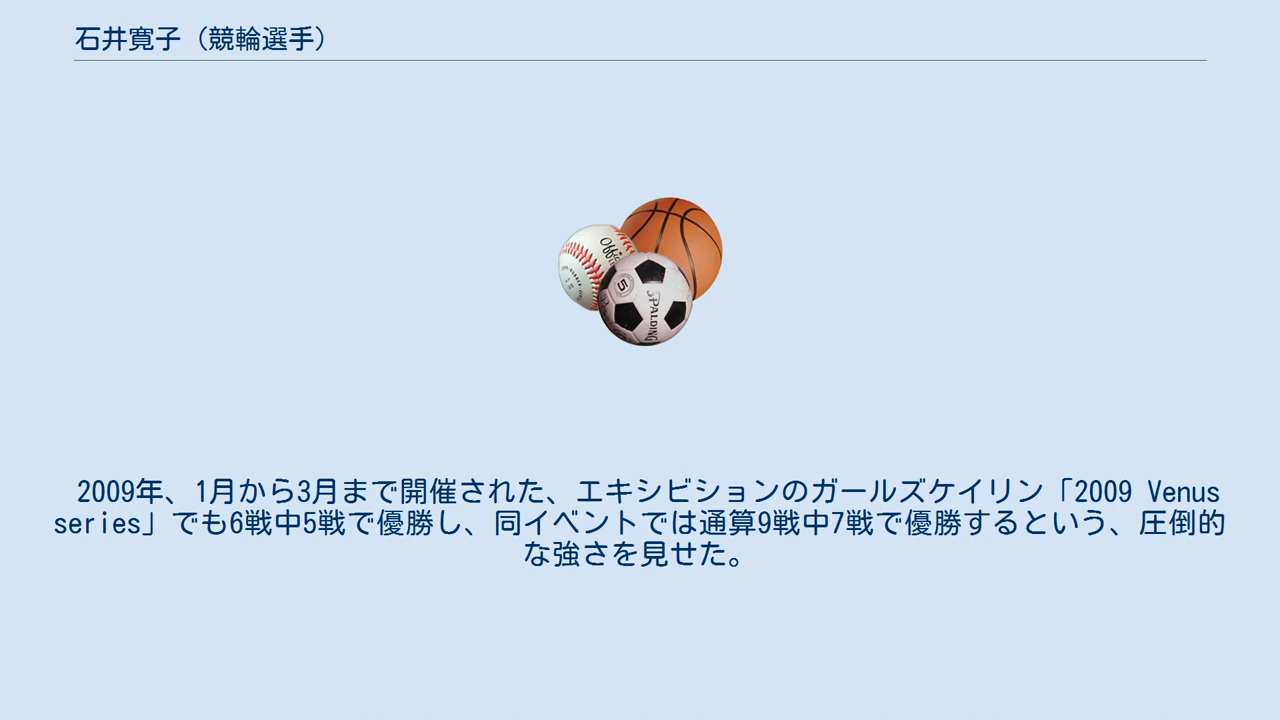 石井寛子（競輪選手）
Offic
5
SPALDING
2009年、1月から3月まで開催された、エキシビションのガールズケイリン「2009 Venus
series」でも6戦中5戦で優勝し、同イベントでは通算9戦中7戦で優勝するという、圧倒的
な強さを見せた。